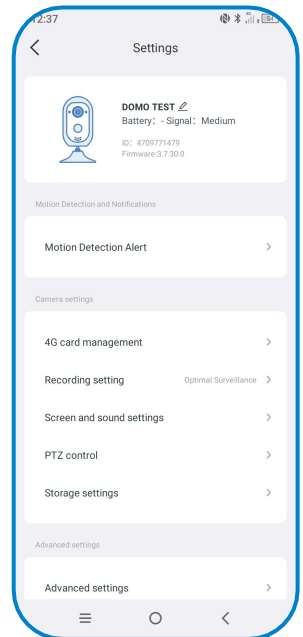 12:37
54
Settings
DOMO TEST
Battery: - Signal: Medium
ID: 4709771479
Firmware:3.7.30.0
Motion Detection and Notifications
Motion Detection Alert
Camera settings
4G card management
Recording setting Optimal Surveillance
Screen and sound settings
PTZ control
Storage settings
Advanced settings
Advanced settings